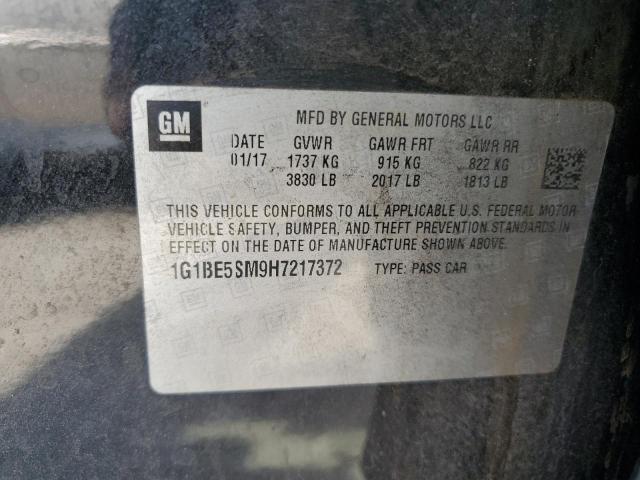 GM
MFD BY GENERAL MOTORS LLC
DATE GVWR GAWR FRT GAWR RR
01/17 1737 KG 915 KG 822 KG
3830 LB 2017 LB 1813 LB
THIS VEHICLE CONFORMS TO ALL APPLICABLE U.S. FEDERAL MOTOR
VEHICLE SAFETY, BUMPER, AND THEFT PREVENTION STANDARDS IN
EFFECT ON THE DATE OF MANUFACTURE SHOWN ABOVE.
1G1BE5SM9H7217372 TYPE: PASS CAR